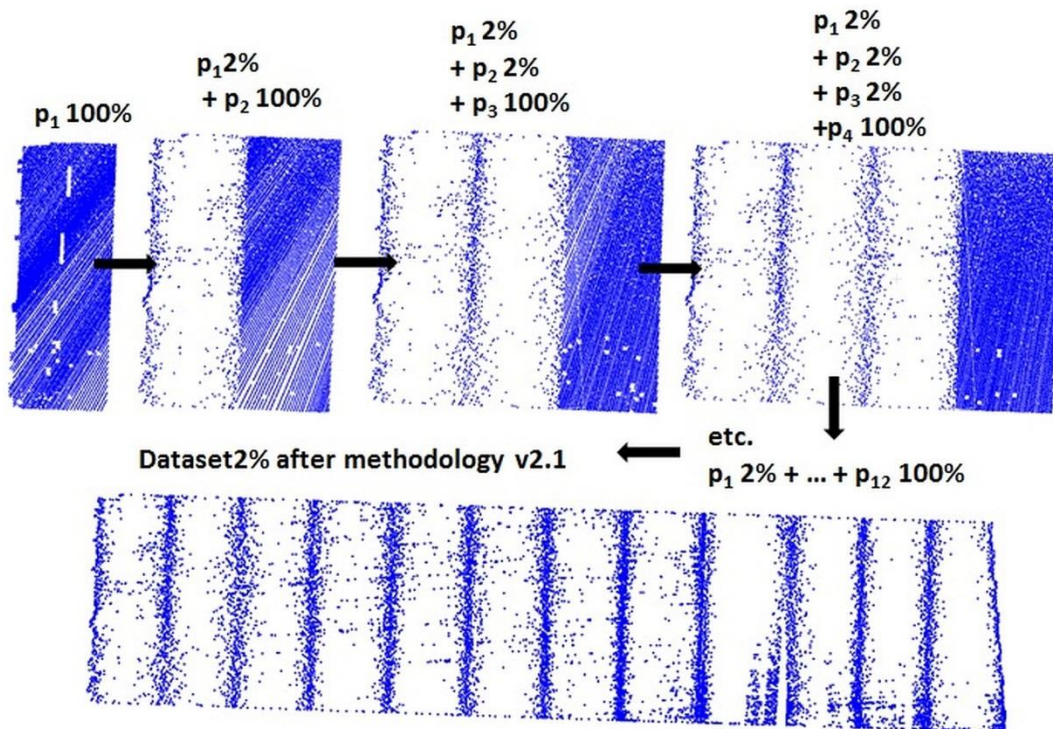 p₁ 100%
p₁2%
+ p₂ 100%
p₁ 2%
+ p₂ 2%
+ p₃ 100%
p₁ 2%
+ p₂ 2%
+ p₃ 2%
+p₄ 100%
etc.
p₁ 2% + ... + p₁₂ 100%
Dataset2% after methodology v2.1